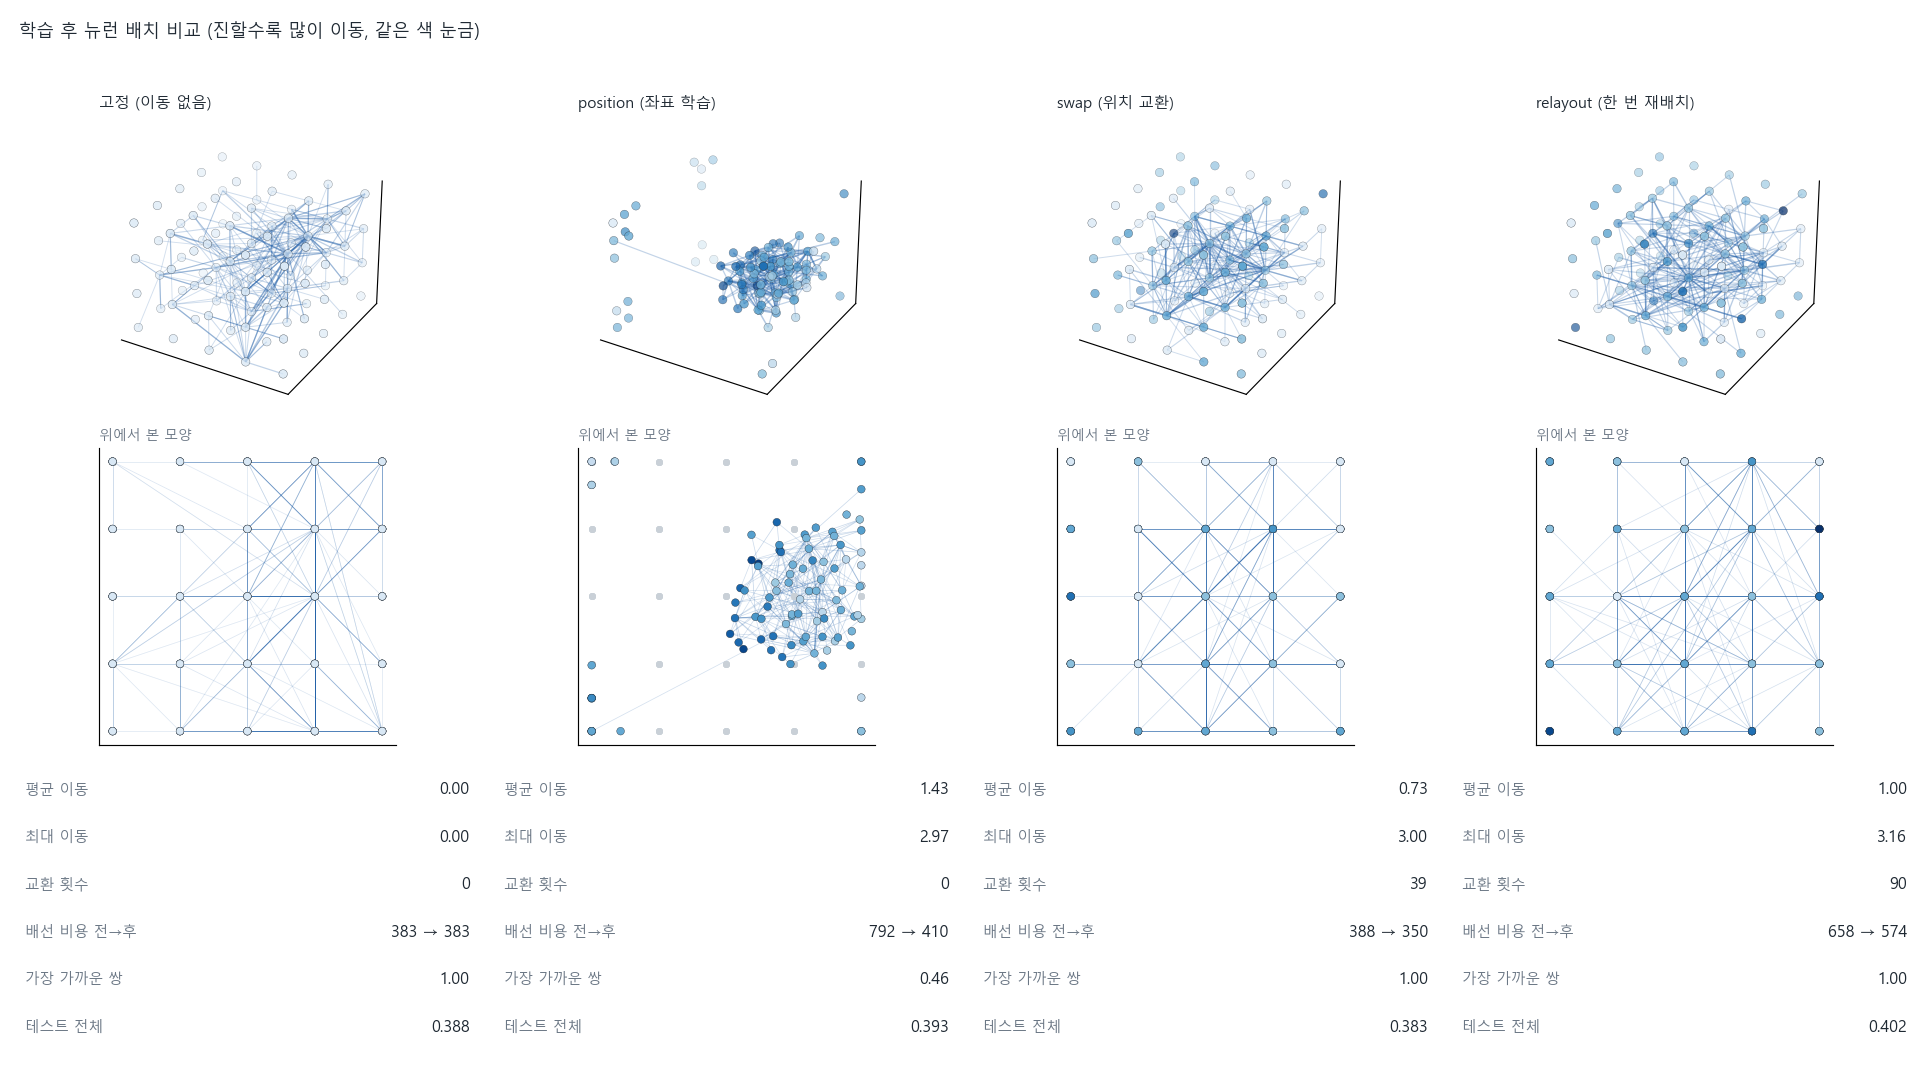 학습 후 뉴런 배치 비교 (진할수록 많이 이동, 같은 색 눈금)
고정 (이동 없음)
position (좌표 학습)
swap (위치 교환)
relayout (한 번 재배치)
위에서 본 모양
위에서 본 모양
위에서 본 모양
위에서 본 모양
평균 이동 0.00
평균 이동 1.43
평균 이동 0.73
평균 이동 1.00
최대 이동 0.00
최대 이동 2.97
최대 이동 3.00
최대 이동 3.16
교환 횟수 0
교환 횟수 0
교환 횟수 39
교환 횟수 90
배선 비용 전→후 383 → 383
배선 비용 전→후 792 → 410
배선 비용 전→후 388 → 350
배선 비용 전→후 658 → 574
가장 가까운 쌍 1.00
가장 가까운 쌍 0.46
가장 가까운 쌍 1.00
가장 가까운 쌍 1.00
테스트 전체 0.388
테스트 전체 0.393
테스트 전체 0.383
테스트 전체 0.402